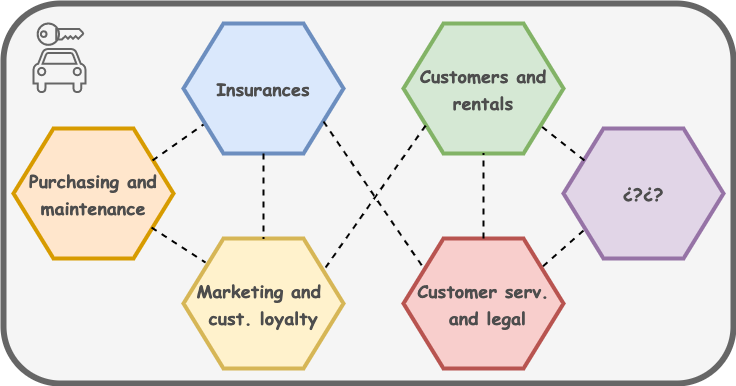 Insurances
Customers and
rentals
Purchasing and
maintenance
¿?¿?
Marketing and
cust. loyalty
Customer serv.
and legal